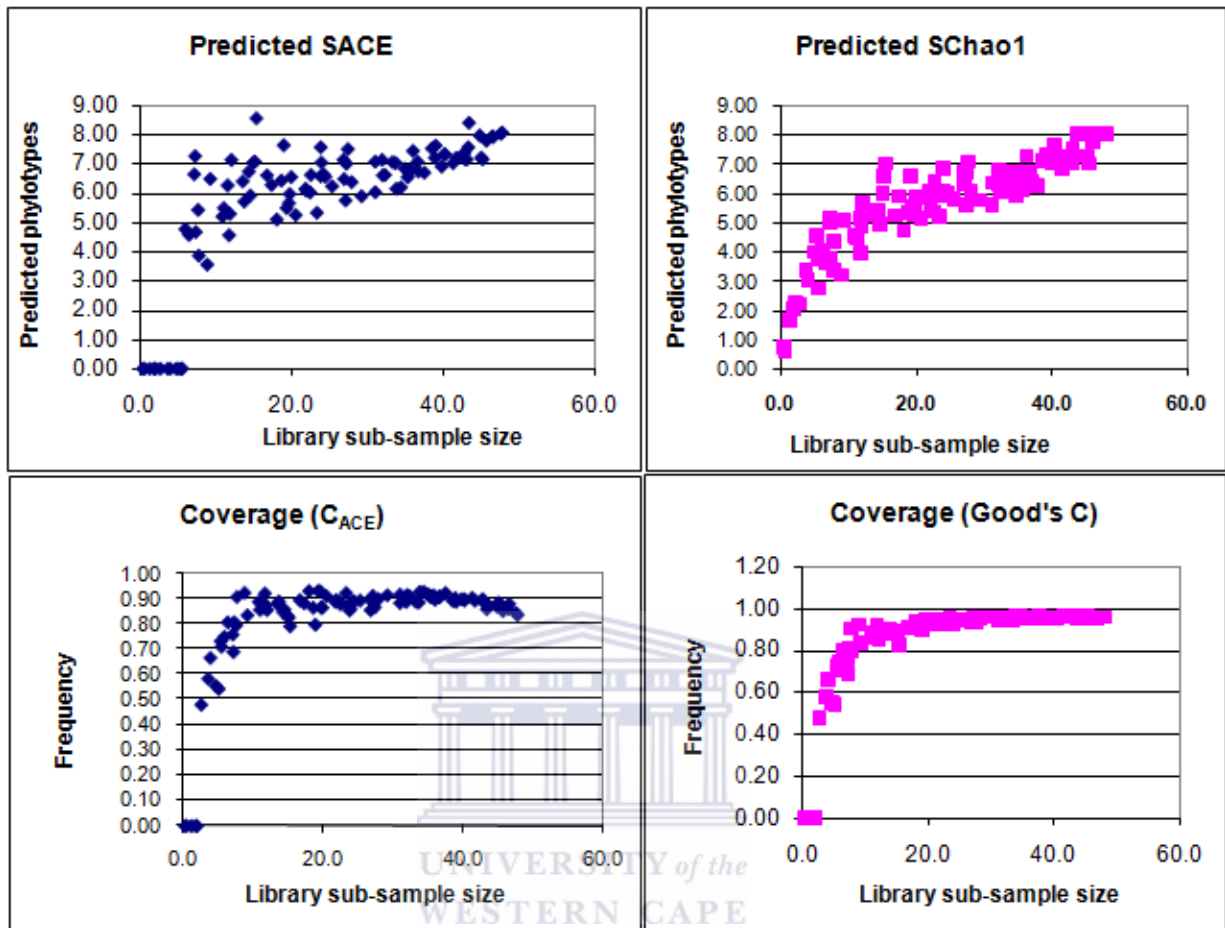 Predicted SACE
Predicted phylotypes
9.00
8.00
7.00
6.00
5.00
4.00
3.00
2.00
1.00
0.00
0.0 20.0 40.0 60.0
Library sub-sample size
Predicted SChao1
Predicted phylotypes
9.00
8.00
7.00
6.00
5.00
4.00
3.00
2.00
1.00
0.00
0.0 20.0 40.0 60.0
Library sub-sample size
Coverage (C_ACE)
Frequency
1.00
0.90
0.80
0.70
0.60
0.50
0.40
0.30
0.20
0.10
0.00
0.0 20.0 40.0 60.0
Library sub-sample size
Coverage (Good's C)
Frequency
1.20
1.00
0.80
0.60
0.40
0.20
0.00
0.0 20.0 40.0 60.0
Library sub-sample size
UNIVERSITY of the
WESTERN CAPE